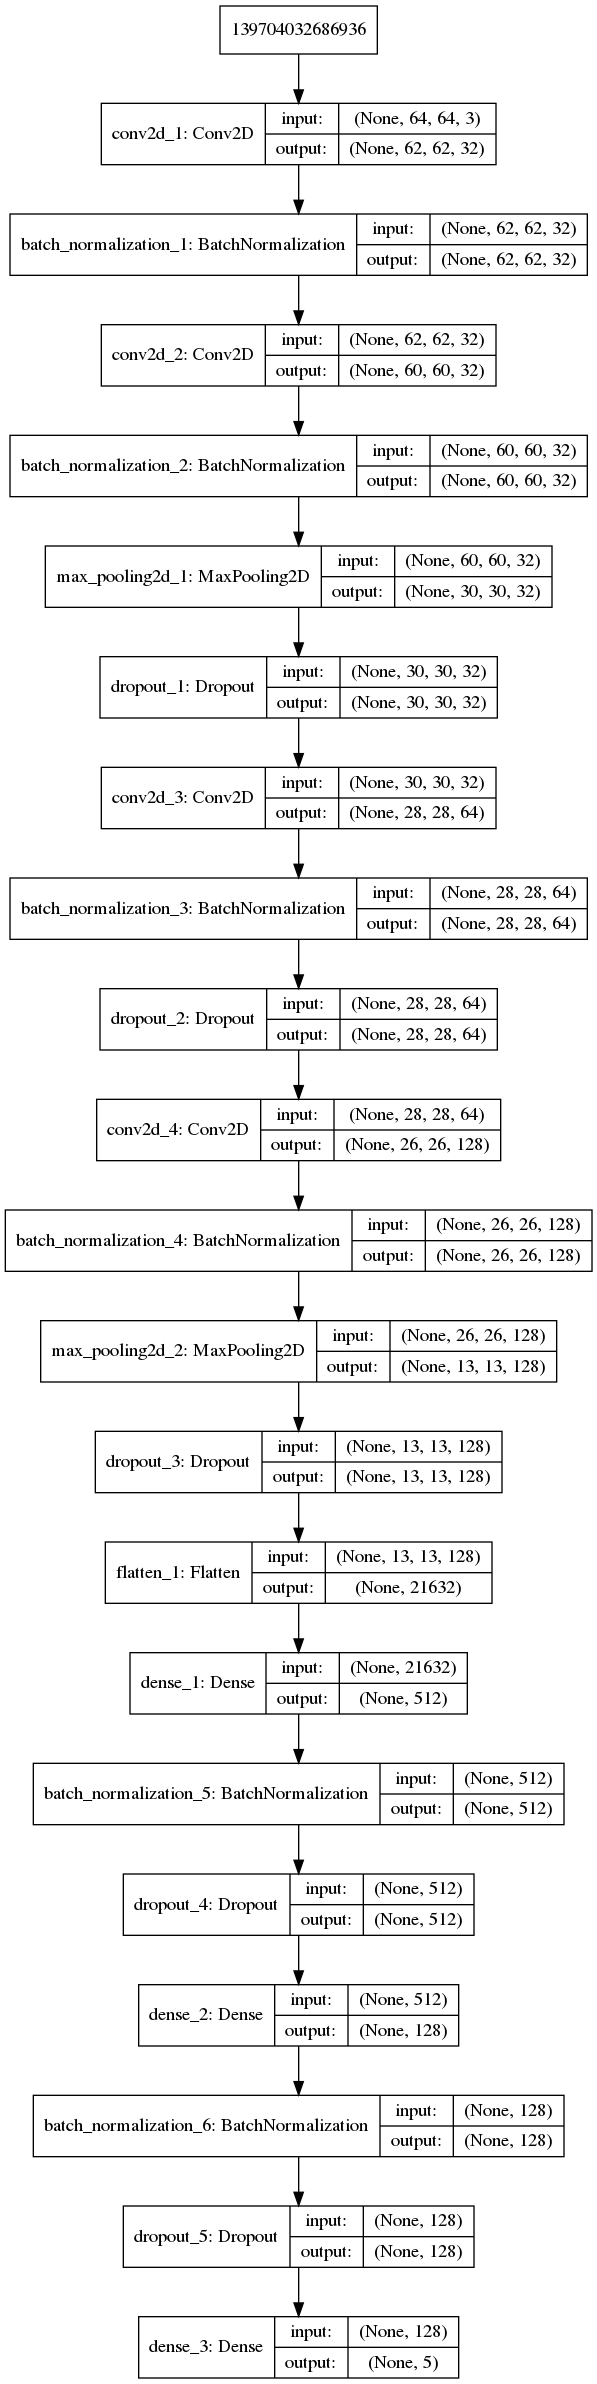 139704032686936
conv2d_1: Conv2D
input: (None, 64, 64, 3)
output: (None, 62, 62, 32)
batch_normalization_1: BatchNormalization
input: (None, 62, 62, 32)
output: (None, 62, 62, 32)
conv2d_2: Conv2D
input: (None, 62, 62, 32)
output: (None, 60, 60, 32)
batch_normalization_2: BatchNormalization
input: (None, 60, 60, 32)
output: (None, 60, 60, 32)
max_pooling2d_1: MaxPooling2D
input: (None, 60, 60, 32)
output: (None, 30, 30, 32)
dropout_1: Dropout
input: (None, 30, 30, 32)
output: (None, 30, 30, 32)
conv2d_3: Conv2D
input: (None, 30, 30, 32)
output: (None, 28, 28, 64)
batch_normalization_3: BatchNormalization
input: (None, 28, 28, 64)
output: (None, 28, 28, 64)
dropout_2: Dropout
input: (None, 28, 28, 64)
output: (None, 28, 28, 64)
conv2d_4: Conv2D
input: (None, 28, 28, 64)
output: (None, 26, 26, 128)
batch_normalization_4: BatchNormalization
input: (None, 26, 26, 128)
output: (None, 26, 26, 128)
max_pooling2d_2: MaxPooling2D
input: (None, 26, 26, 128)
output: (None, 13, 13, 128)
dropout_3: Dropout
input: (None, 13, 13, 128)
output: (None, 13, 13, 128)
flatten_1: Flatten
input: (None, 13, 13, 128)
output: (None, 21632)
dense_1: Dense
input: (None, 21632)
output: (None, 512)
batch_normalization_5: BatchNormalization
input: (None, 512)
output: (None, 512)
dropout_4: Dropout
input: (None, 512)
output: (None, 512)
dense_2: Dense
input: (None, 512)
output: (None, 128)
batch_normalization_6: BatchNormalization
input: (None, 128)
output: (None, 128)
dropout_5: Dropout
input: (None, 128)
output: (None, 128)
dense_3: Dense
input: (None, 128)
output: (None, 5)